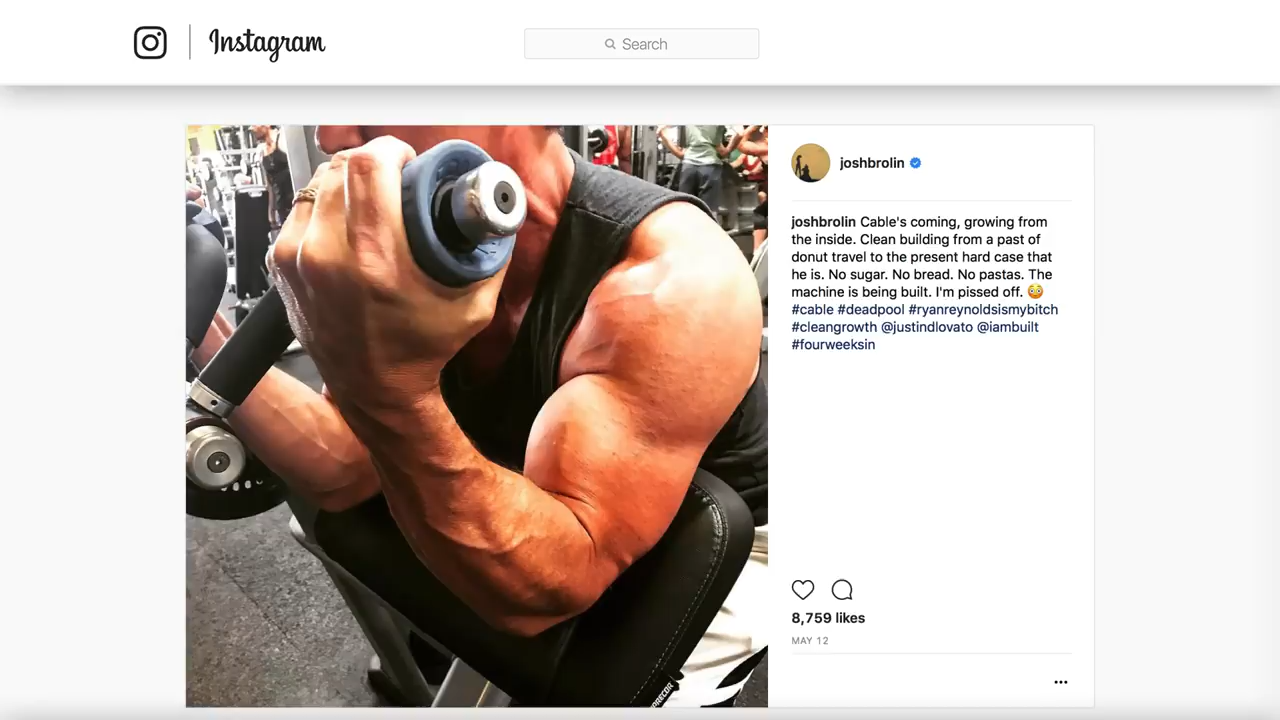 Instagram
Search
joshbrolin
joshbrolin Cable's coming, growing from
the inside. Clean building from a past of
donut travel to the present hard case that
he is. No sugar. No bread. No pastas. The
machine is being built. I'm pissed off. 😳
#cable #deadpool #ryanreynoldsismybitch
#cleangrowth @justindlovato @iambuilt
#fourweeksin
8,759 likes
MAY 12
PRECOR